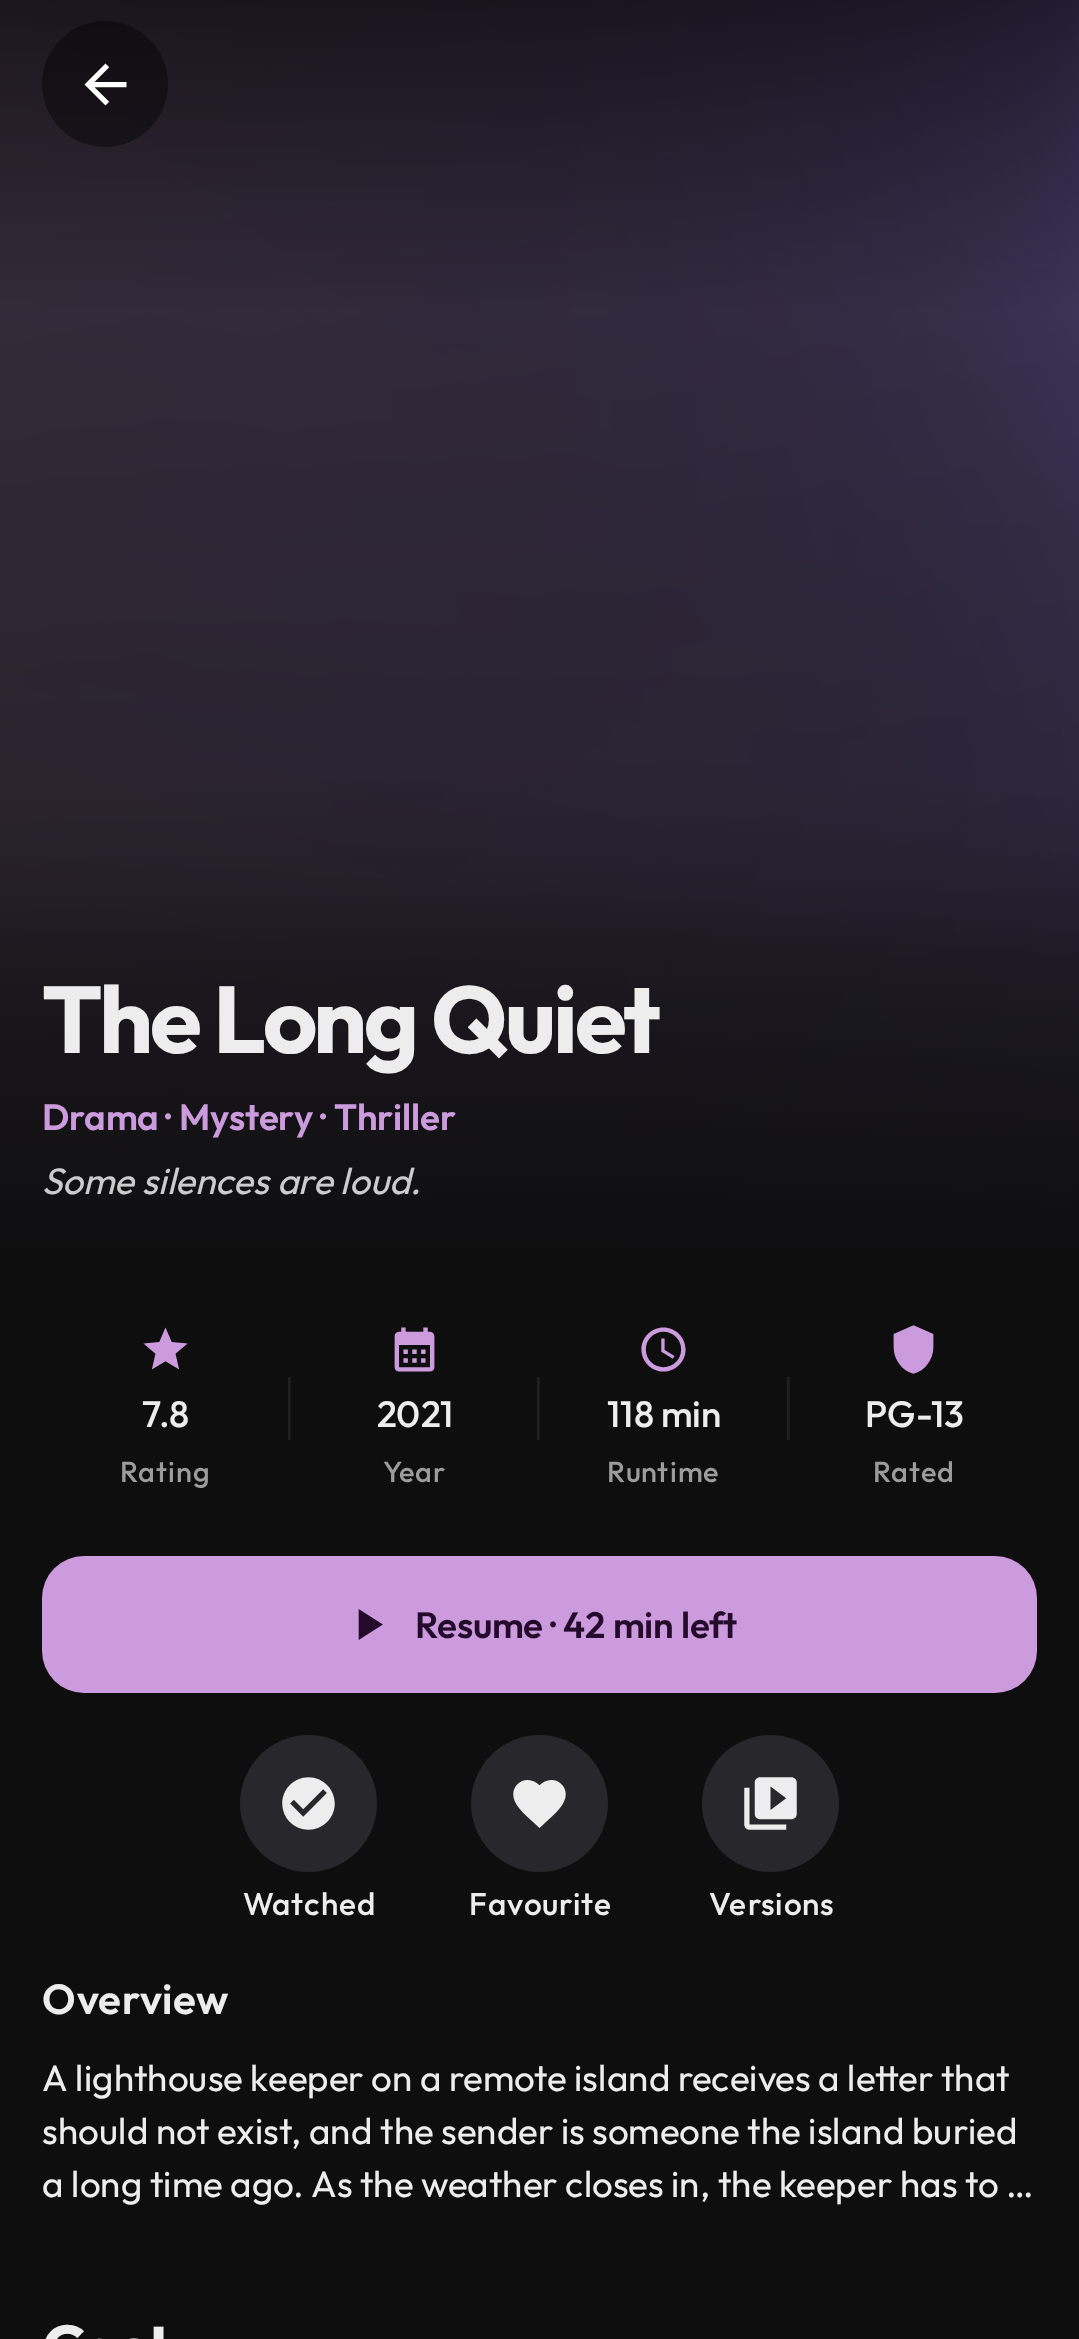 The Long Quiet
Drama · Mystery · Thriller
Some silences are loud.
7.8
2021
118 min
PG-13
Rating
Year
Runtime
Rated
Resume · 42 min left
Watched
Favourite
Versions
Overview
A lighthouse keeper on a remote island receives a letter that
should not exist, and the sender is someone the island buried
a long time ago. As the weather closes in, the keeper has to ...